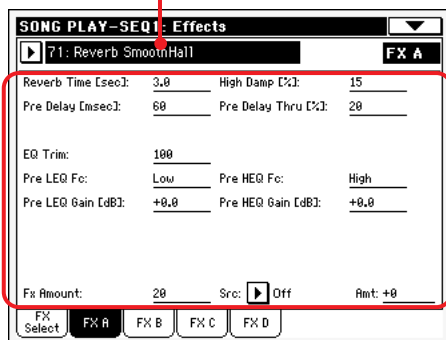 SONG PLAY-SEQ1: Effects
71: Reverb SmoothHall FX A
Reverb Time [sec]: 3.0 High Damp [%]: 15
Pre Delay [msec]: 60 Pre Delay Thru [%]: 20
EQ Trim: 100
Pre LEQ Fc: Low Pre HEQ Fc: High
Pre LEQ Gain [dB]: +0.0 Pre HEQ Gain [dB]: +0.0
Fx Amount: 20 Src: Off Amt: +0
FX Select FX A FX B FX C FX D